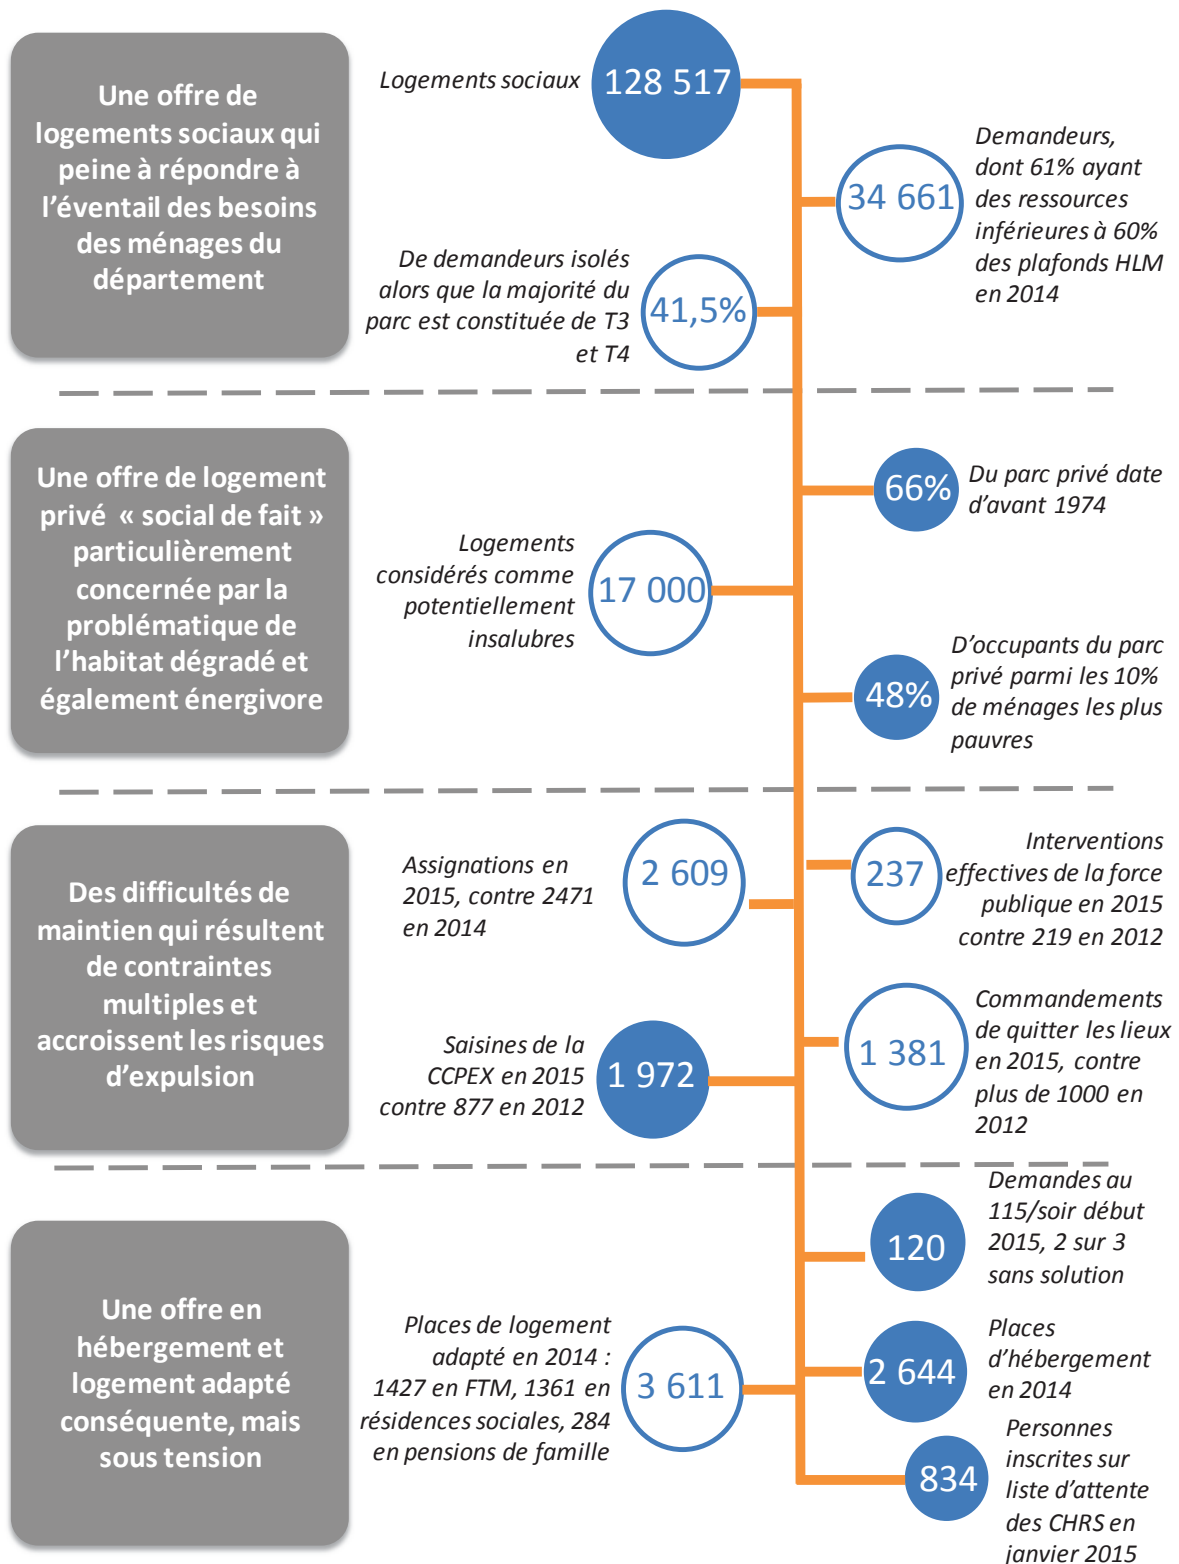 Une offre de
logements sociaux qui
peine à répondre à
l'éventail des besoins
des ménages du
département
Logements sociaux
128 517
34 661
Demandeurs,
dont 61% ayant
des ressources
inférieures à 60%
des plafonds HLM
en 2014
De demandeurs isolés
alors que la majorité du
parc est constituée de T3
et T4
41,5%
Une offre de logement
privé « social de fait »
particulièrement
concernée par la
problématique de
l'habitat dégradé et
également énergivore
66%
Du parc privé date
d'avant 1974
Logements
considérés comme
potentiellement
insalubres
17 000
48%
D'occupants du parc
privé parmi les 10%
de ménages les plus
pauvres
Des difficultés de
maintien qui résultent
de contraintes
multiples et
accroissent les risques
d'expulsion
Assignations en
2015, contre 2471
en 2014
2 609
237
Interventions
effectives de la force
publique en 2015
contre 219 en 2012
Saisines de la
CCPEX en 2015
contre 877 en 2012
1 972
1 381
Commandements
de quitter les lieux
en 2015, contre
plus de 1000 en
2012
Une offre en
hébergement et
logement adapté
conséquente, mais
sous tension
120
Demandes au
115/soir début
2015, 2 sur 3
sans solution
Places de logement
adapté en 2014 :
1427 en FTM, 1361 en
résidences sociales, 284
en pensions de famille
3 611
2 644
Places
d'hébergement
en 2014
834
Personnes
inscrites sur
liste d'attente
des CHRS en
janvier 2015